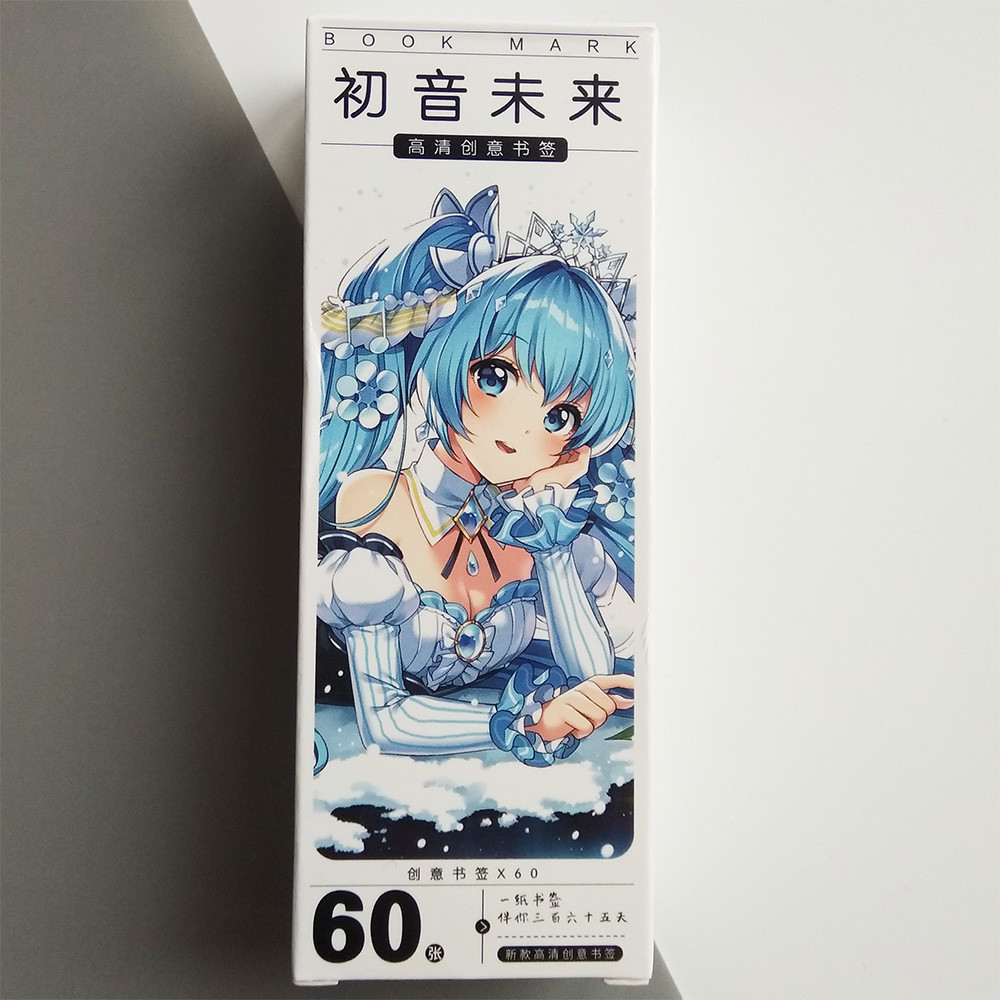 BOOK MARK
初音未来
高清创意书签
创意书签X60
60张
一纸书签
伴你三百六十五天
新款高清创意书签